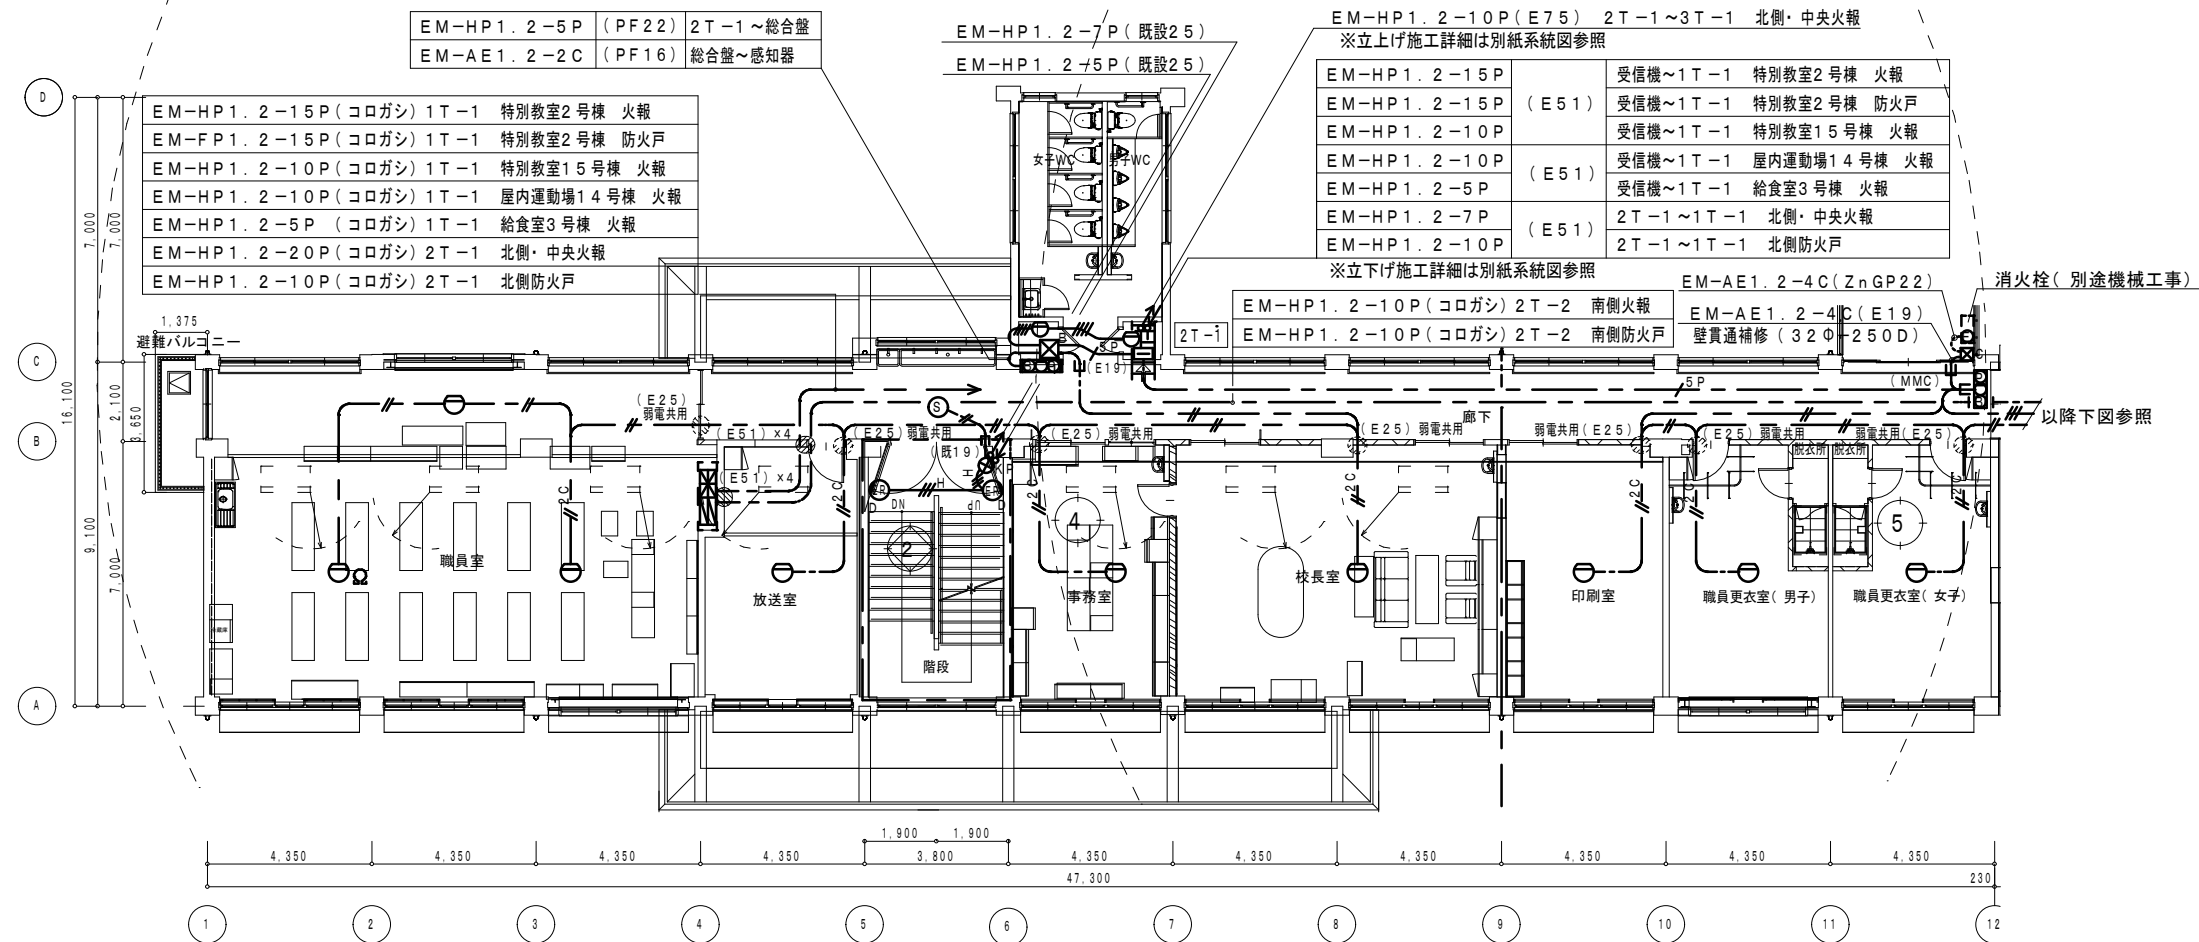 EM-HP1.2-5P (PF22) 2T-1~総合盤
EM-AE1.2-2C (PF16) 総合盤~感知器
EM-HP1.2-7P(既設25)
EM-HP1.2-5P(既設25)
EM-HP1.2-10P(E75) 2T-1~3T-1 北側・中央火報
※立上げ施工詳細は別紙系統図参照
EM-HP1.2-15P(コロガシ)1T-1 特別教室2号棟 火報
EM-FP1.2-15P(コロガシ)1T-1 特別教室2号棟 防火戸
EM-HP1.2-10P(コロガシ)1T-1 特別教室15号棟 火報
EM-HP1.2-10P(コロガシ)1T-1 屋内運動場14号棟 火報
EM-HP1.2-5P (コロガシ)1T-1 給食室3号棟 火報
EM-HP1.2-20P(コロガシ)2T-1 北側・中央火報
EM-HP1.2-10P(コロガシ)2T-1 北側防火戸
EM-HP1.2-15P 受信機~1T-1 特別教室2号棟 火報
EM-HP1.2-15P (E51) 受信機~1T-1 特別教室2号棟 防火戸
EM-HP1.2-10P 受信機~1T-1 特別教室15号棟 火報
EM-HP1.2-10P (E51) 受信機~1T-1 屋内運動場14号棟 火報
EM-HP1.2-5P 受信機~1T-1 給食室3号棟 火報
EM-HP1.2-7P (E51) 2T-1~1T-1 北側・中央火報
EM-HP1.2-10P 2T-1~1T-1 北側防火戸
※立下げ施工詳細は別紙系統図参照
EM-HP1.2-10P(コロガシ)2T-2 南側火報
EM-HP1.2-10P(コロガシ)2T-2 南側防火戸
2T-1
EM-AE1.2-4C(ZnGP22)
EM-AE1.2-4C(E19)
壁貫通補修(32Φ-250D)
消火栓(別途機械工事)
女子WC 男子WC
D
C
B
A
7,000 7,000
16,100 2,100 3,650
9,100 7,000
1,375
避難バルコニー
(E25)
弱電共用
(E51)×4
(E51)×4
(E25) 弱電共用
S
(既19)
エ
KP
ER H ER
D D
DN UP
5P
(E19)
(E25) 弱電共用
(E25) 弱電共用
廊下
弱電共用(E25)
(E25) 弱電共用
弱電共用(E25)
5P
(MMC)
以降下図参照
脱衣所 脱衣所
2C 2C 2C 2C 2C 2C
2
4
5
Ω
冷蔵庫
職員室
放送室
階段
事務室
校長室
印刷室
職員更衣室(男子)
職員更衣室(女子)
1,900 1,900
4,350 4,350 4,350 4,350 3,800 4,350 4,350 4,350 4,350 4,350 4,350
47,300 230
1 2 3 4 5 6 7 8 9 10 11 12